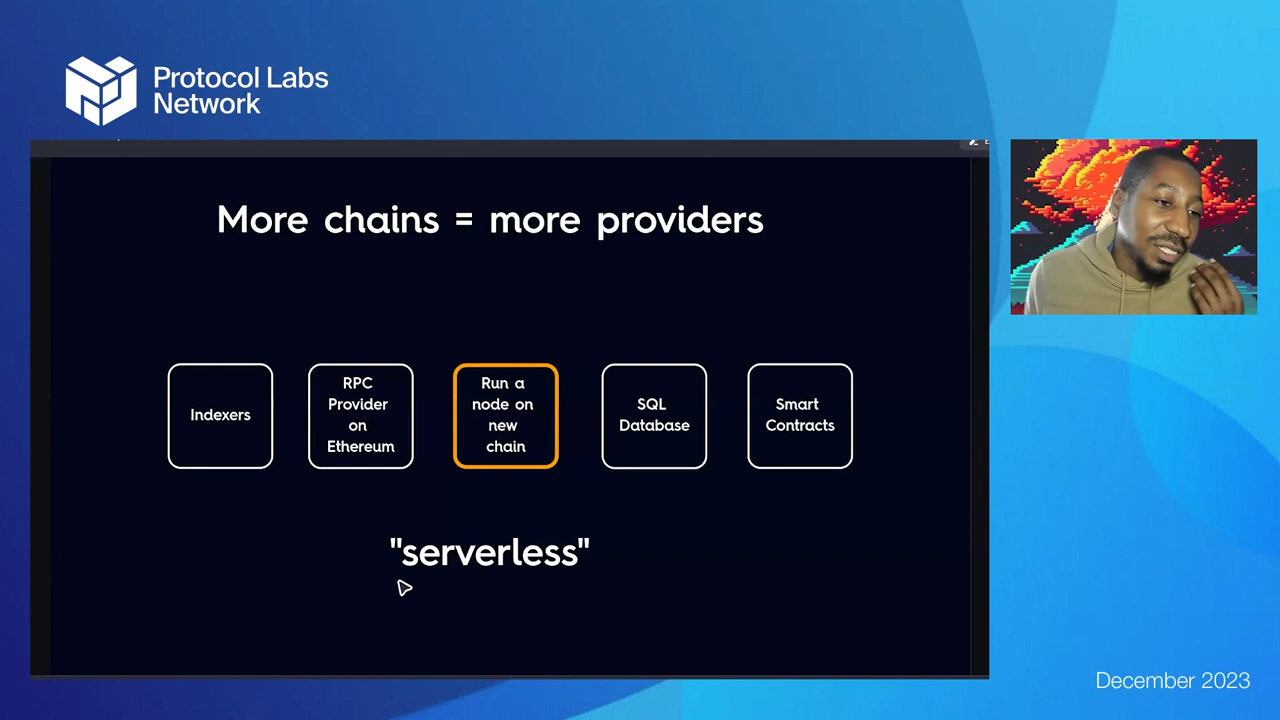 Protocol Labs
Network
More chains = more providers
Indexers
RPC
Provider
on
Ethereum
Run a
node on
new
chain
SQL
Database
Smart
Contracts
"serverless"
December 2023